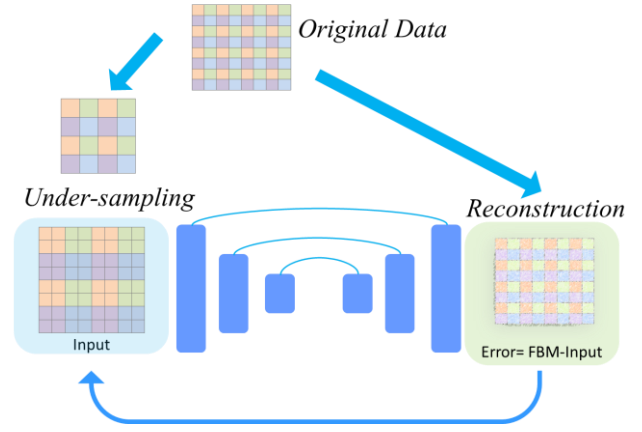 Original Data
Under-sampling
Reconstruction
Input
Error= FBM-Input